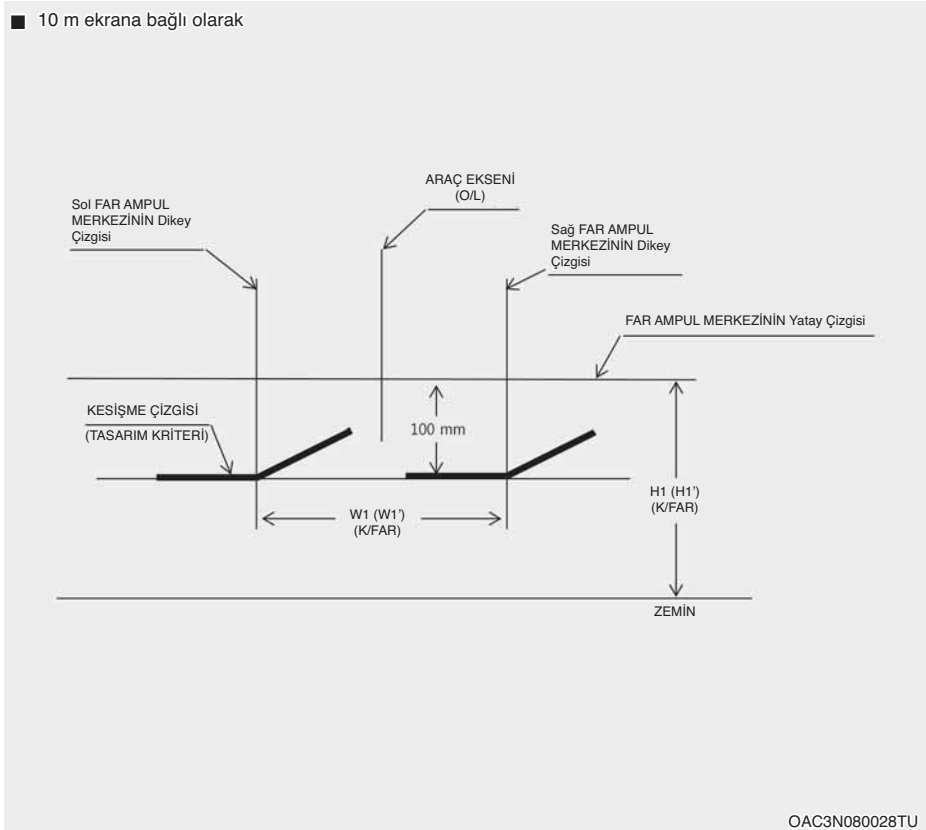 ■ 10 m ekrana bağlı olarak
ARAÇ EKSENİ
(O/L)
Sol FAR AMPUL
MERKEZİNİN Dikey
Çizgisi
Sağ FAR AMPUL
MERKEZİNİN Dikey
Çizgisi
FAR AMPUL MERKEZİNİN Yatay Çizgisi
KESİŞME ÇİZGİSİ
(TASARIM KRİTERİ)
100 mm
W1 (W1’)
(K/FAR)
H1 (H1’)
(K/FAR)
ZEMİN
OAC3N080028TU